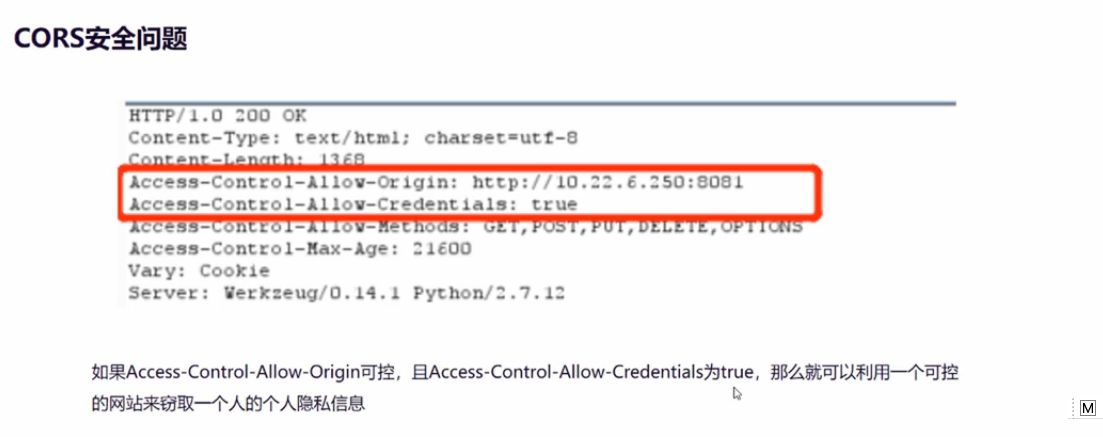 CORS安全问题
HTTP/1.0 200 OK
Content-Type: text/html; charset=utf-8
Content-Length: 1368
Access-Control-Allow-Origin: http://10.22.6.250:8081
Access-Control-Allow-Credentials: true
Access-Control-Allow-Methods: GET,POST,PUT,DELETE,OPTIONS
Access-Control-Max-Age: 21600
Vary: Cookie
Server: Werkzeug/0.14.1 Python/2.7.12
如果Access-Control-Allow-Origin可控，且Access-Control-Allow-Credentials为true，那么就可以利用一个可控
的网站来窃取一个人的个人隐私信息
M